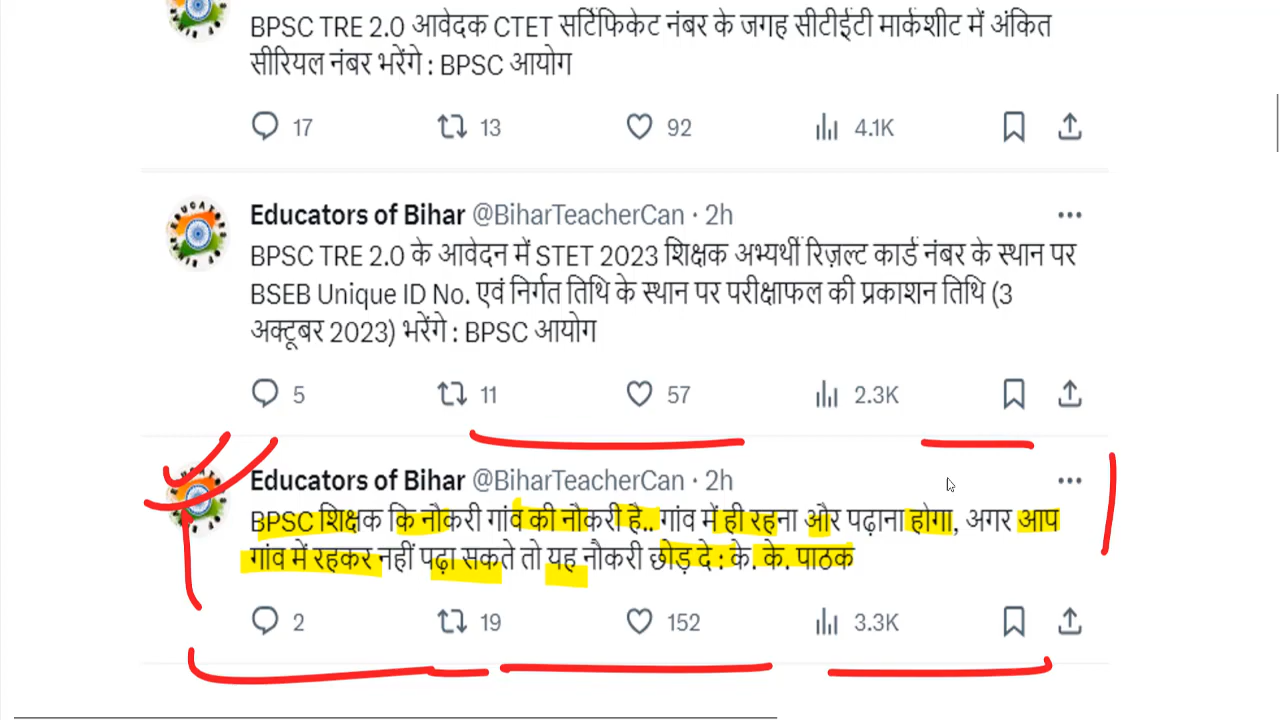 BPSC TRE 2.0 आवेदक CTET सर्टिफिकेट नंबर के जगह सीटीईटी मार्कशीट में अंकित
सीरियल नंबर भरेंगे : BPSC आयोग
17 13 92 4.1K
Educators of Bihar @BiharTeacherCan · 2h
BPSC TRE 2.0 के आवेदन में STET 2023 शिक्षक अभ्यर्थी रिज़ल्ट कार्ड नंबर के स्थान पर
BSEB Unique ID No. एवं निर्गत तिथि के स्थान पर परीक्षाफल की प्रकाशन तिथि (3
अक्टूबर 2023) भरेंगे : BPSC आयोग
5 11 57 2.3K
Educators of Bihar @BiharTeacherCan · 2h
BPSC शिक्षक कि नौकरी गांव की नौकरी है.. गांव में ही रहना और पढ़ाना होगा, अगर आप
गांव में रहकर नहीं पढ़ा सकते तो यह नौकरी छोड़ दे : के. के. पाठक
2 19 152 3.3K